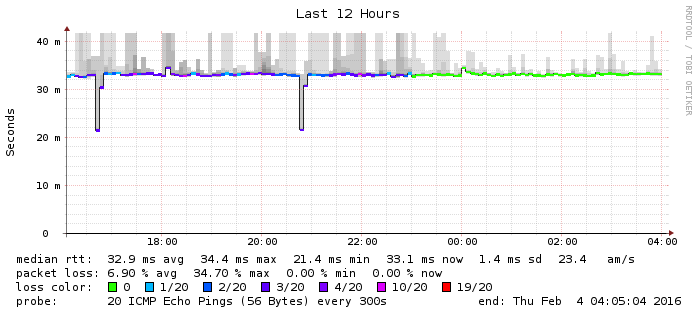 Last 12 Hours
RRDTOOL / TOBI OETIKER
Seconds
40 m
30 m
20 m
10 m
0
18:00 20:00 22:00 00:00 02:00 04:00
median rtt: 32.9 ms avg 34.4 ms max 21.4 ms min 33.1 ms now 1.4 ms sd 23.4 am/s
packet loss: 6.90 % avg 34.70 % max 0.00 % min 0.00 % now
loss color: 0 1/20 2/20 3/20 4/20 10/20 19/20
probe: 20 ICMP Echo Pings (56 Bytes) every 300s end: Thu Feb 4 04:05:04 2016